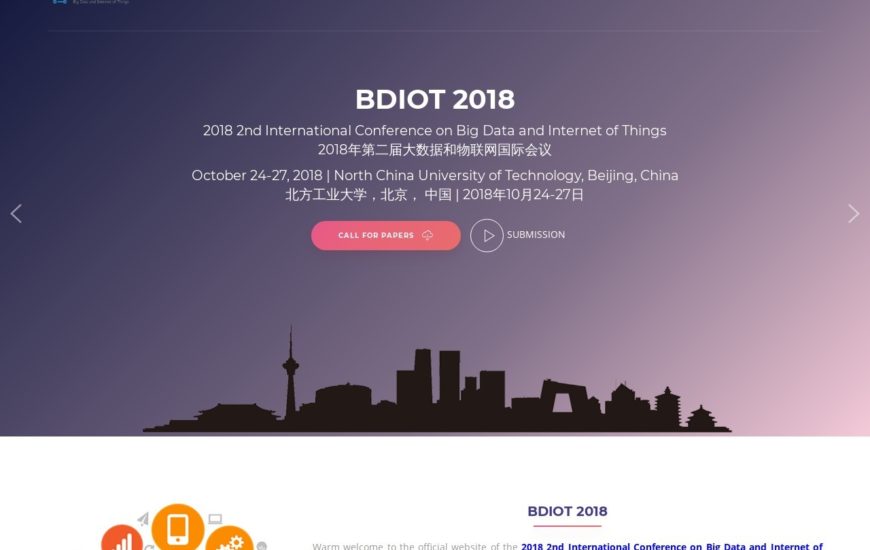 Big Data and Internet of Things
BDIOT 2018
2018 2nd International Conference on Big Data and Internet of Things
2018年第二届大数据和物联网国际会议
October 24-27, 2018 | North China University of Technology, Beijing, China
北方工业大学，北京， 中国 | 2018年10月24-27日
CALL FOR PAPERS
SUBMISSION
BDIOT 2018
Warm welcome to the official website of the 2018 2nd International Conference on Big Data and Internet of